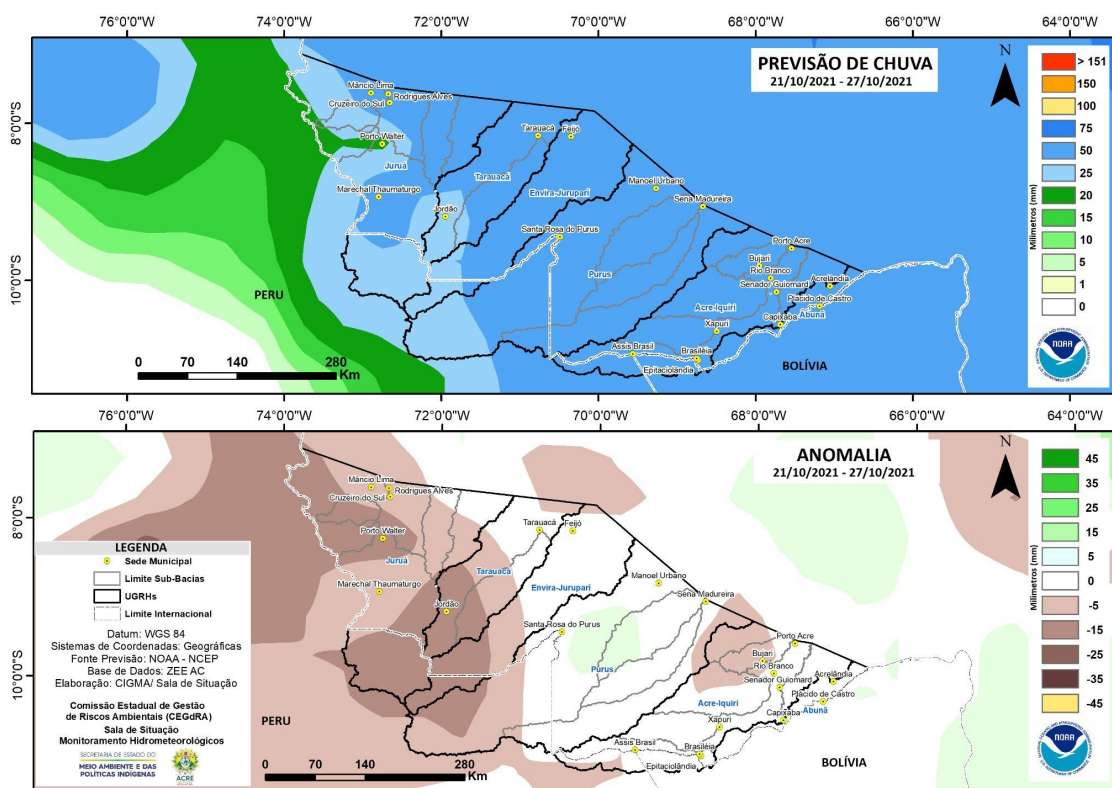 76°0'0"W 74°0'0"W 72°0'0"W 70°0'0"W 68°0'0"W 66°0'0"W 64°0'0"W
PREVISÃO DE CHUVA
21/10/2021 - 27/10/2021
N
8°0'0"S
10°0'0"S
Mâncio Lima
Rodrigues Alves
Cruzeiro do Sul
Porto Walter
Juruá
Marechal Thaumaturgo
Jordão
Tarauacá
Feijó
Tarauacá
Envira-Jurupari
Manoel Urbano
Sena Madureira
Santa Rosa do Purus
Purus
Porto Acre
Bujari
Rio Branco
Senador Guiomard
Acrelândia
Plácido de Castro
Abunã
Acre-Iquiri
Capixaba
Xapuri
Assis Brasil
Brasiléia
Epitaciolândia
PERU
BOLÍVIA
0 70 140 280
Km
Milímetros (mm)
> 151
150
100
75
50
25
20
15
10
5
1
0
NOAA
76°0'0"W 74°0'0"W 72°0'0"W 70°0'0"W 68°0'0"W 66°0'0"W 64°0'0"W
ANOMALIA
21/10/2021 - 27/10/2021
N
8°0'0"S
10°0'0"S
Mâncio Lima
Rodrigues Alves
Cruzeiro do Sul
Porto Walter
Juruá
Marechal Thaumaturgo
Jordão
Tarauacá
Feijó
Tarauacá
Envira-Jurupari
Manoel Urbano
Sena Madureira
Santa Rosa do Purus
Purus
Porto Acre
Bujari
Rio Branco
Senador Guiomard
Acrelândia
Plácido de Castro
Abunã
Acre-Iquiri
Capixaba
Xapuri
Assis Brasil
Brasiléia
Epitaciolândia
PERU
BOLÍVIA
0 70 140 280
Km
Milímetros (mm)
45
35
25
15
5
0
-5
-15
-25
-35
-45
NOAA
LEGENDA
Sede Municipal
Limite Sub-Bacias
UGRHs
Limite Internacional
Datum: WGS 84
Sistemas de Coordenadas: Geográficas
Fonte Previsão: NOAA - NCEP
Base de Dados: ZEE AC
Elaboração: CIGMA/ Sala de Situação
Comissão Estadual de Gestão
de Riscos Ambientais (CEGdRA)
Sala de Situação
Monitoramento Hidrometeorológicos
SECRETARIA DE ESTADO DO
MEIO AMBIENTE E DAS
POLÍTICAS INDÍGENAS
ACRE